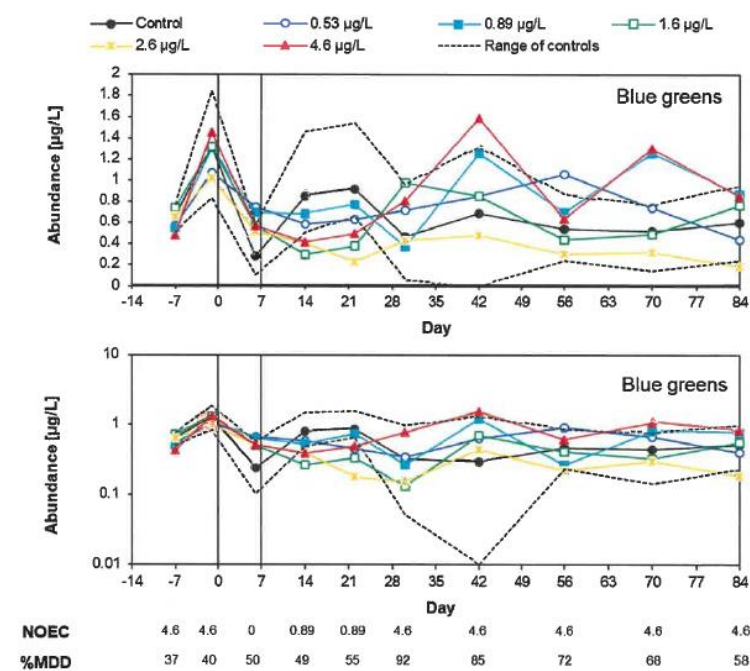 Control 0.53 µg/L 0.89 µg/L 1.6 µg/L
2.6 µg/L 4.6 µg/L Range of controls
Blue greens
Abundance [µg/L]
2
1.8
1.6
1.4
1.2
1
0.8
0.6
0.4
0.2
0
-14 -7 0 7 14 21 28 35 42 49 56 63 70 77 84
Day
Blue greens
Abundance [µg/L]
10
1
0.1
0.01
-14 -7 0 7 14 21 28 35 42 49 56 63 70 77 84
Day
NOEC 4.6 4.6 0 0.89 0.89 4.6 4.6 4.6 4.6 4.6
%MDD 37 40 50 49 55 92 85 72 68 58